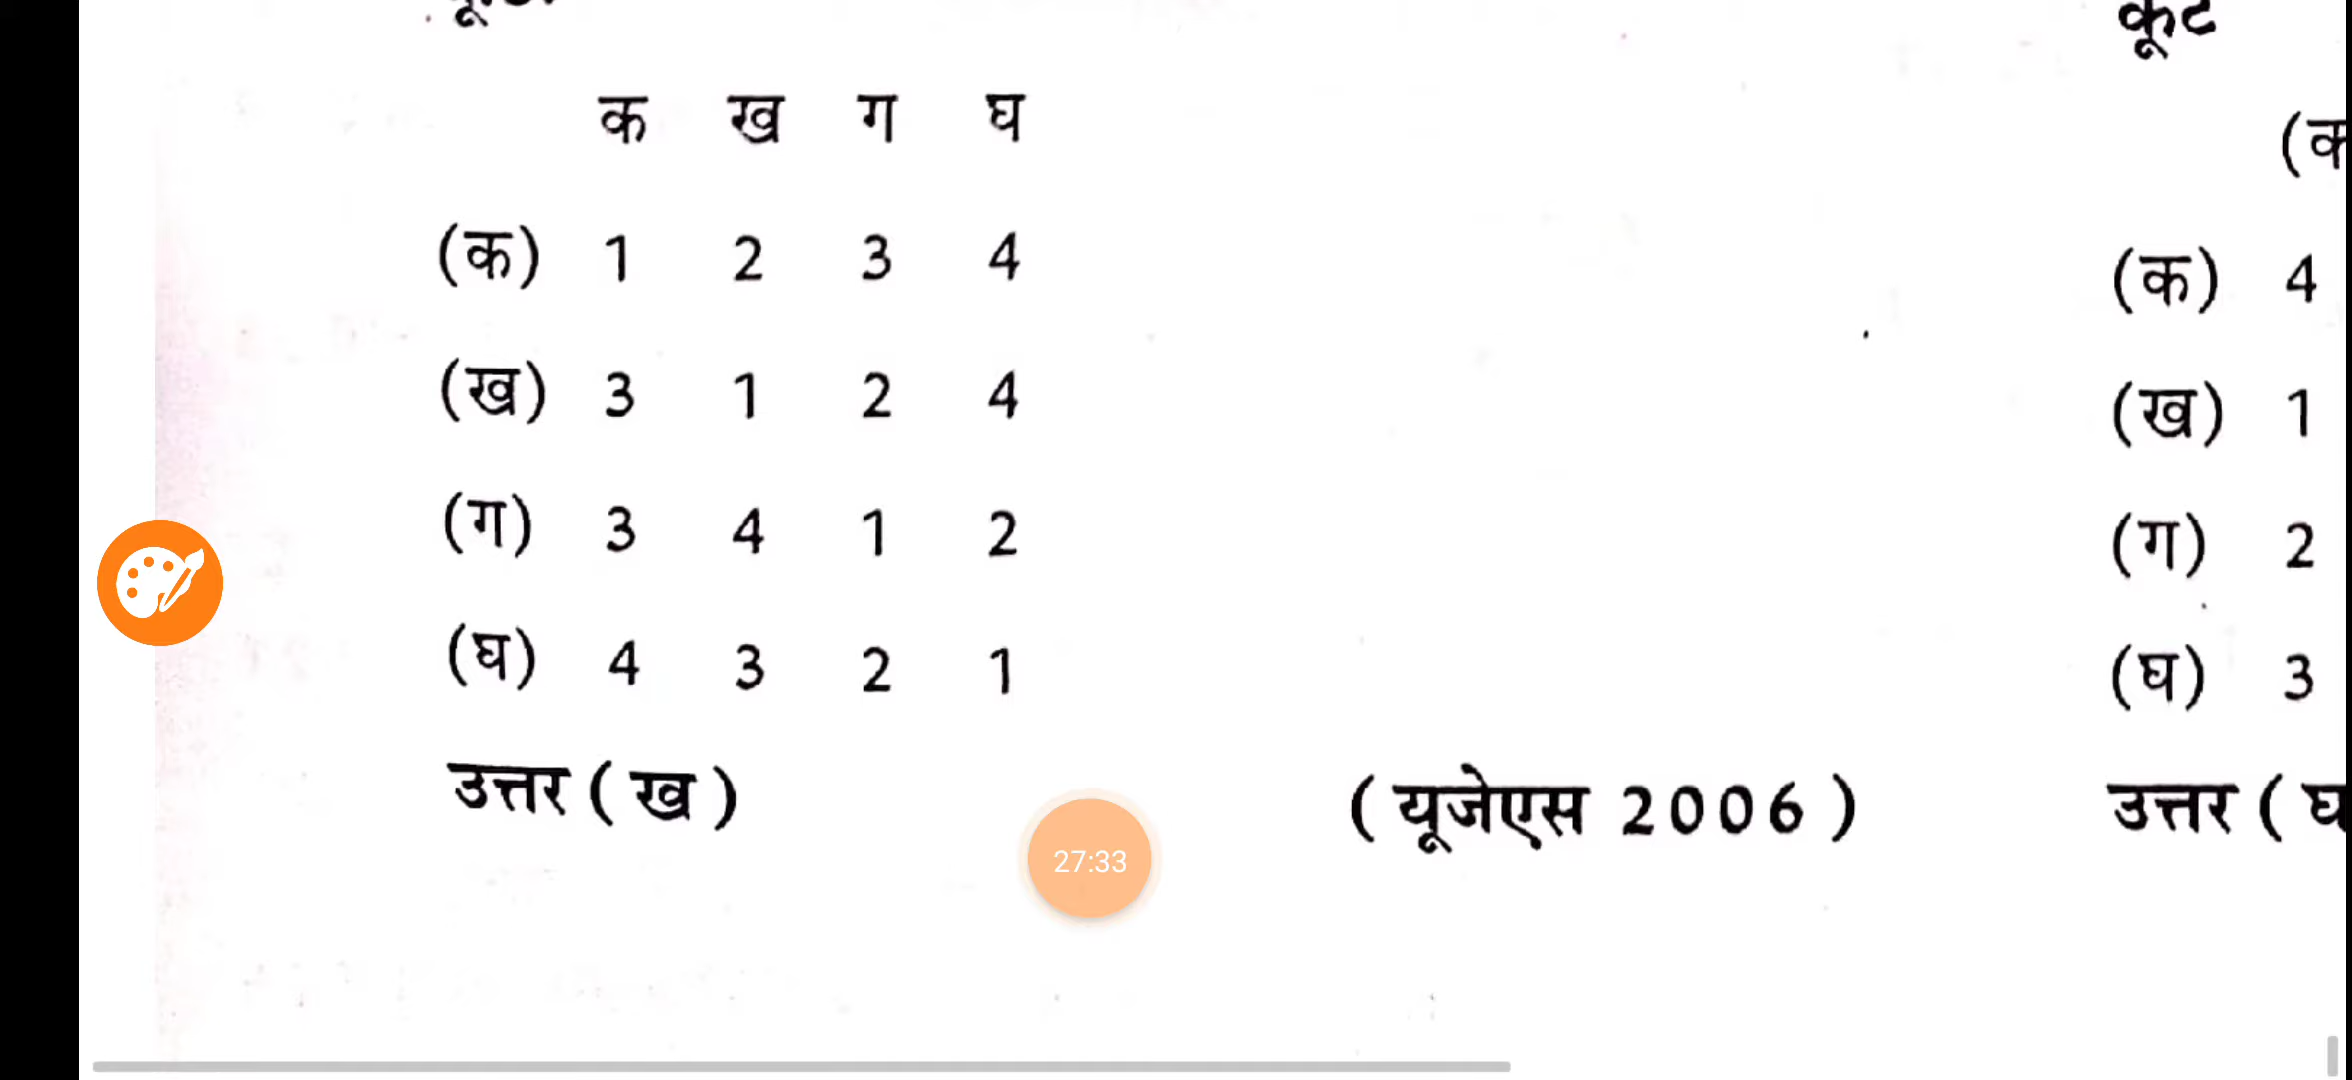 क ख ग घ
(क) 1 2 3 4
(ख) 3 1 2 4
(ग) 3 4 1 2
(घ) 4 3 2 1
उत्तर ( ख ) ( यूजेएस 2006 )
27:33
कूट
(क
(क) 4
(ख) 1
(ग) 2
(घ) 3
उत्तर ( घ